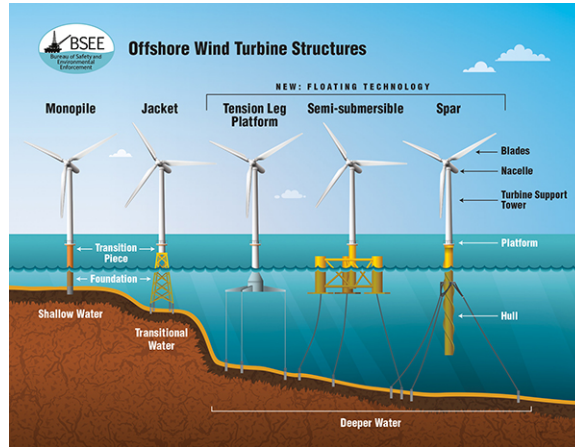 BSEE
Bureau of Safety and
Environmental
Enforcement
Offshore Wind Turbine Structures
NEW: FLOATING TECHNOLOGY
Monopile
Jacket
Tension Leg
Platform
Semi-submersible
Spar
Blades
Nacelle
Turbine Support
Tower
Transition
Piece
Platform
Foundation
Shallow Water
Transitional
Water
Hull
Deeper Water